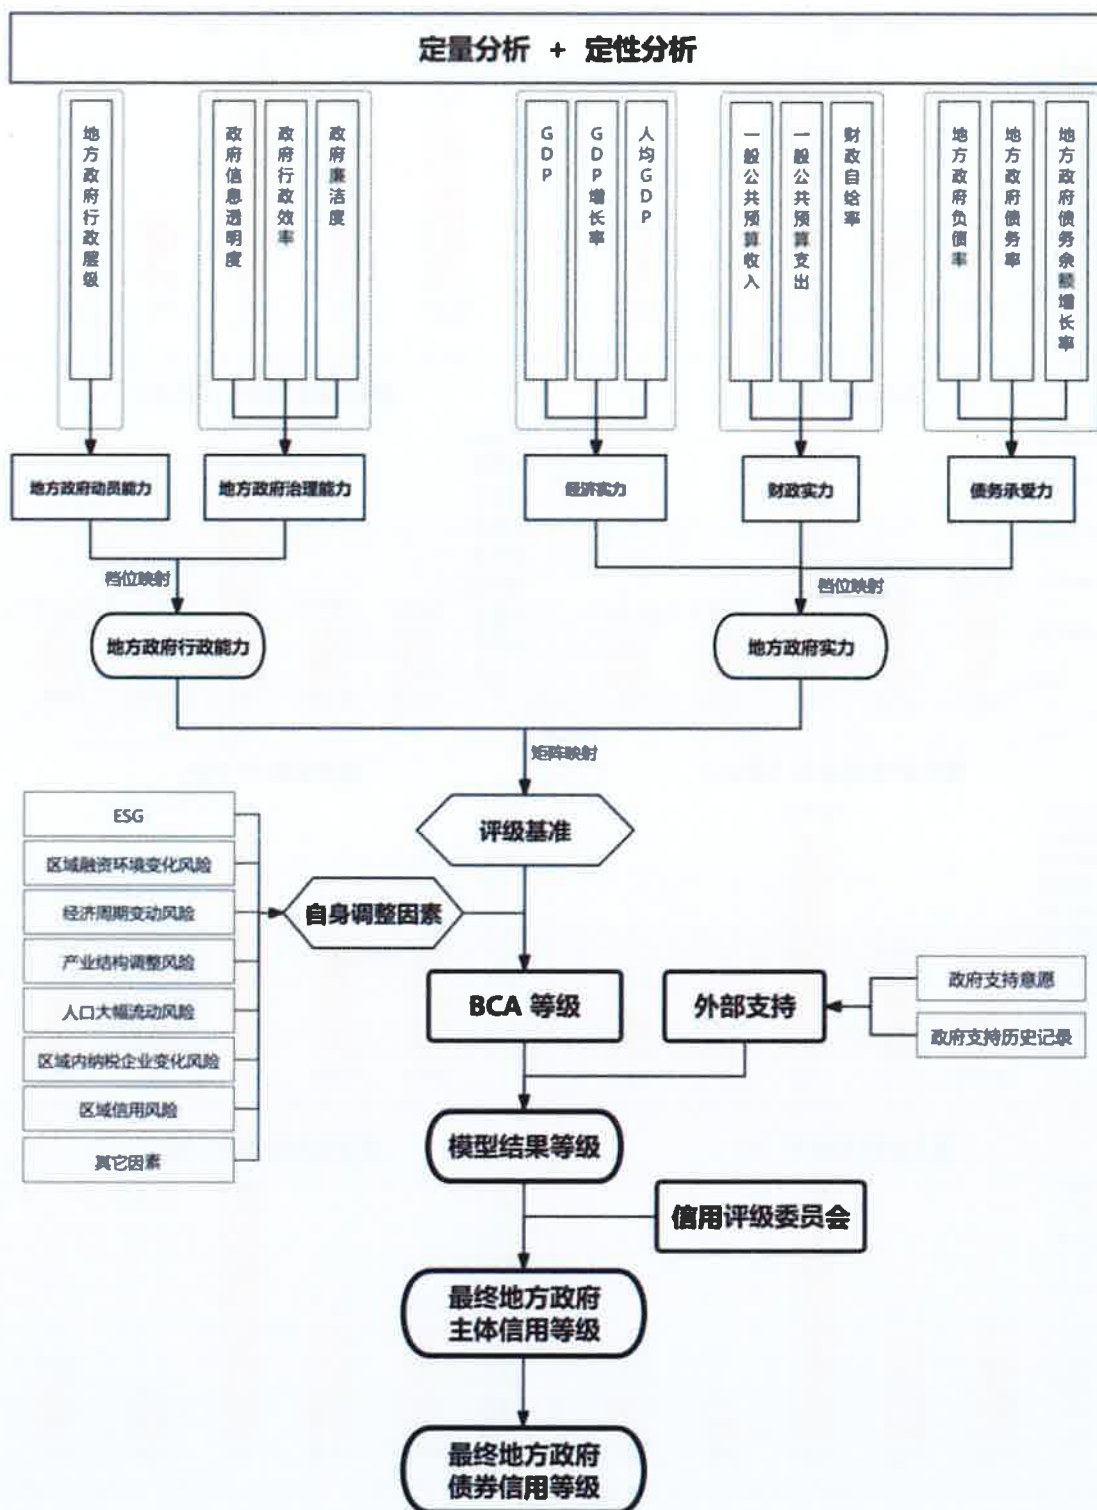 定量分析 + 定性分析
地方政府行政层级
政府信息透明度
政府行政效率
政府廉洁度
GDP
GDP增长率
人均GDP
一般公共预算收入
一般公共预算支出
财政自给率
地方政府负债率
地方政府债务率
地方政府债务余额增长率
地方政府动员能力
地方政府治理能力
经济实力
财政实力
债务承受力
档位映射
档位映射
地方政府行政能力
地方政府实力
矩阵映射
评级基准
ESG
区域融资环境变化风险
经济周期变动风险
产业结构调整风险
人口大幅流动风险
区域内纳税企业变化风险
区域信用风险
其它因素
自身调整因素
BCA 等级
外部支持
政府支持意愿
政府支持历史记录
模型结果等级
信用评级委员会
最终地方政府
主体信用等级
最终地方政府
债券信用等级